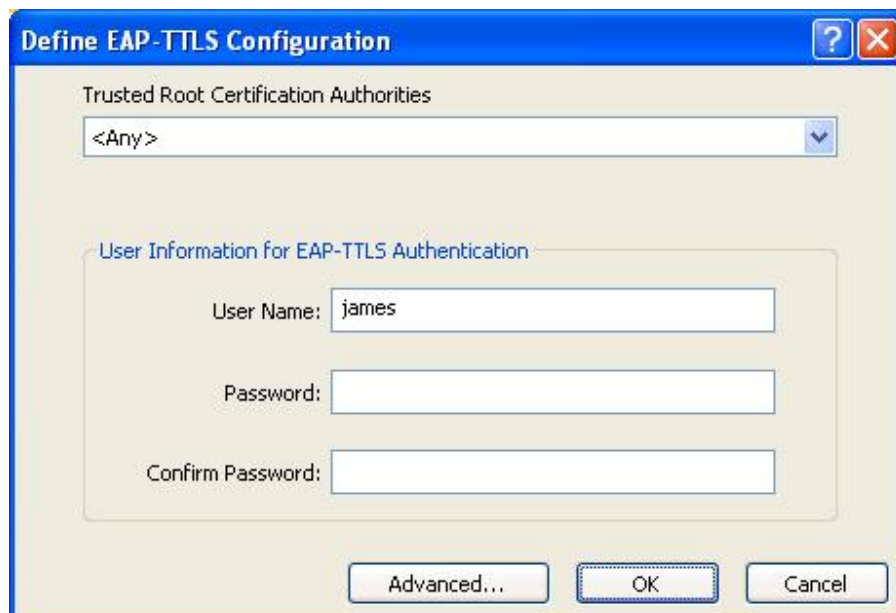 Define EAP-TTLS Configuration
Trusted Root Certification Authorities
<Any>
User Information for EAP-TTLS Authentication
User Name: james
Password:
Confirm Password:
Advanced... OK Cancel